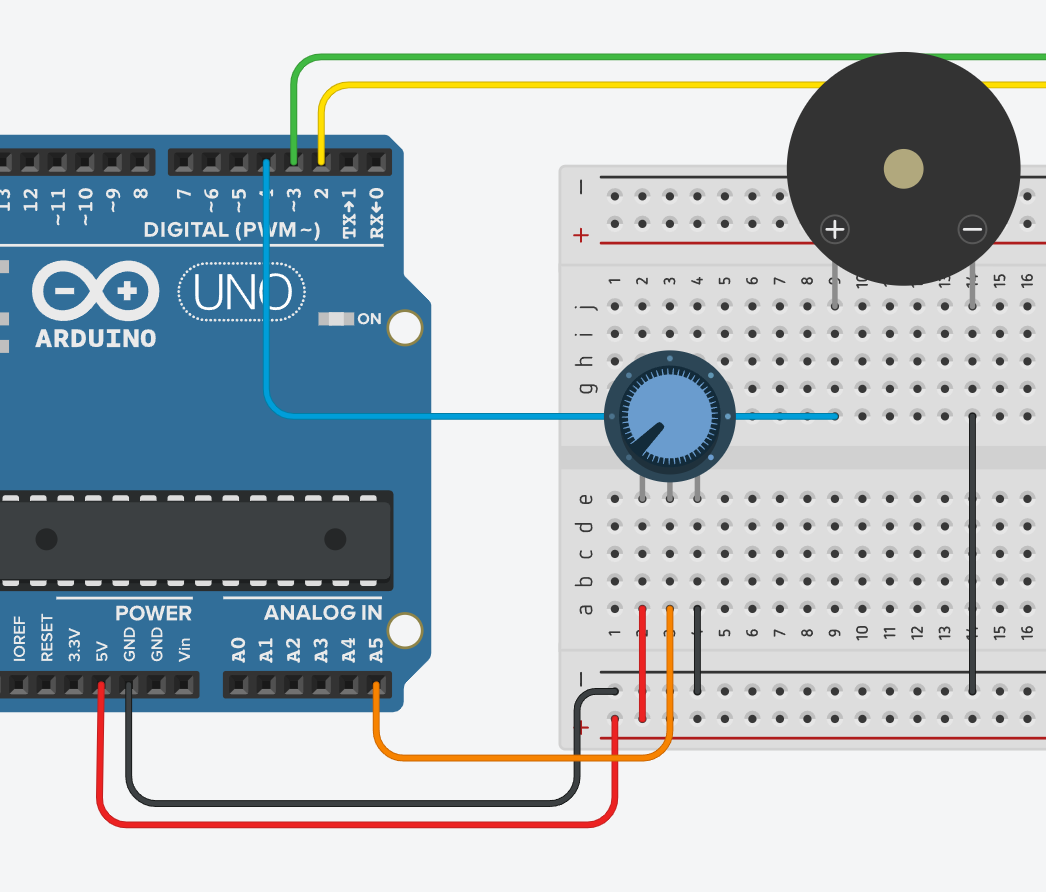 13 12 ~11 ~10 ~9 8 7 ~6 ~5 4 ~3 2 TX→1 RX←0
DIGITAL (PWM~)
UNO
ARDUINO
ON
IOREF RESET 3.3V 5V GND GND Vin
POWER
A0 A1 A2 A3 A4 A5
ANALOG IN
−
+
+ −
1 2 3 4 5 6 7 8 9 10 11 12 13 14 15 16
j
i
h
g
e
d
c
b
a
1 2 3 4 5 6 7 8 9 10 11 12 13 14 15 16
−
+